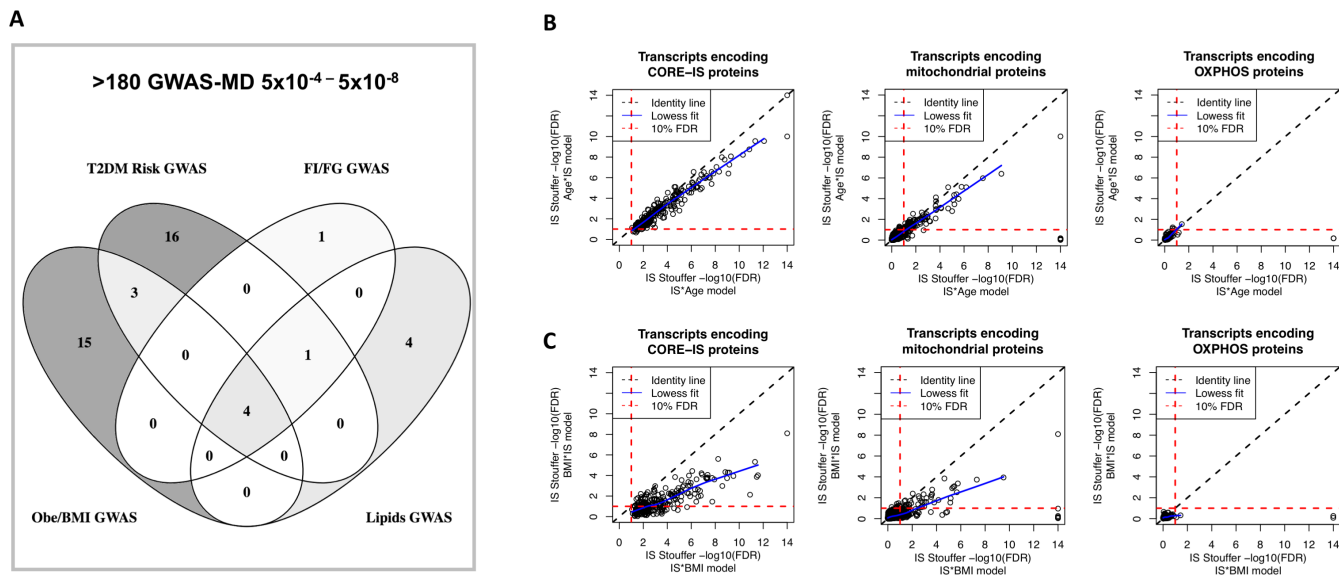 A
>180 GWAS-MD 5x10-4 – 5x10-8
T2DM Risk GWAS
FI/FG GWAS
16
1
3
0
0
15
0
1
4
4
0
0
0
0
0
Obe/BMI GWAS
Lipids GWAS
B
Transcripts encoding
CORE−IS proteins
Identity line
Lowess fit
10% FDR
IS Stouffer −log10(FDR)
Age*IS model
14
12
10
8
6
4
2
0
0 2 4 6 8 10 12 14
IS Stouffer −log10(FDR)
IS*Age model
Transcripts encoding
mitochondrial proteins
Identity line
Lowess fit
10% FDR
IS Stouffer −log10(FDR)
Age*IS model
14
12
10
8
6
4
2
0
0 2 4 6 8 10 12 14
IS Stouffer −log10(FDR)
IS*Age model
Transcripts encoding
OXPHOS proteins
Identity line
Lowess fit
10% FDR
IS Stouffer −log10(FDR)
Age*IS model
14
12
10
8
6
4
2
0
0 2 4 6 8 10 12 14
IS Stouffer −log10(FDR)
IS*Age model
C
Transcripts encoding
CORE−IS proteins
Identity line
Lowess fit
10% FDR
IS Stouffer −log10(FDR)
BMI*IS model
14
12
10
8
6
4
2
0
0 2 4 6 8 10 12 14
IS Stouffer −log10(FDR)
IS*BMI model
Transcripts encoding
mitochondrial proteins
Identity line
Lowess fit
10% FDR
IS Stouffer −log10(FDR)
BMI*IS model
14
12
10
8
6
4
2
0
0 2 4 6 8 10 12 14
IS Stouffer −log10(FDR)
IS*BMI model
Transcripts encoding
OXPHOS proteins
Identity line
Lowess fit
10% FDR
IS Stouffer −log10(FDR)
BMI*IS model
14
12
10
8
6
4
2
0
0 2 4 6 8 10 12 14
IS Stouffer −log10(FDR)
IS*BMI model